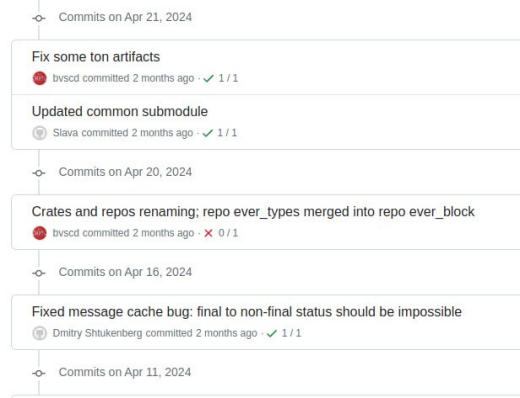 Commits on Apr 21, 2024
Fix some ton artifacts
bvscd committed 2 months ago · ✓ 1 / 1
Updated common submodule
Slava committed 2 months ago · ✓ 1 / 1
Commits on Apr 20, 2024
Crates and repos renaming; repo ever_types merged into repo ever_block
bvscd committed 2 months ago · ✗ 0 / 1
Commits on Apr 16, 2024
Fixed message cache bug: final to non-final status should be impossible
Dmitry Shtukenberg committed 2 months ago · ✓ 1 / 1
Commits on Apr 11, 2024